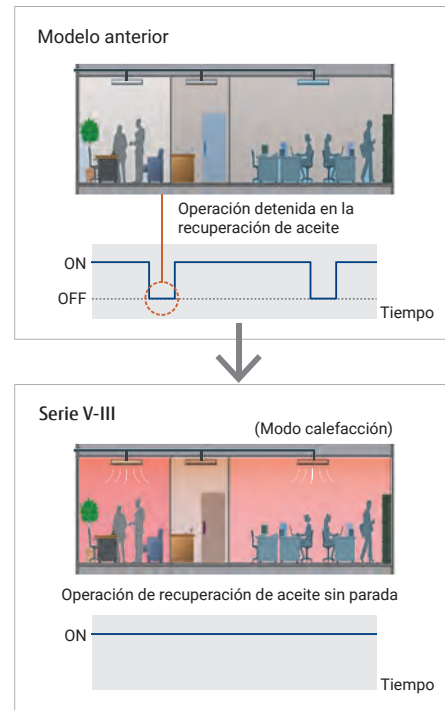 Modelo anterior
Operación detenida en la
recuperación de aceite
ON
OFF
Tiempo
Serie V-III
(Modo calefacción)
Operación de recuperación de aceite sin parada
ON
Tiempo